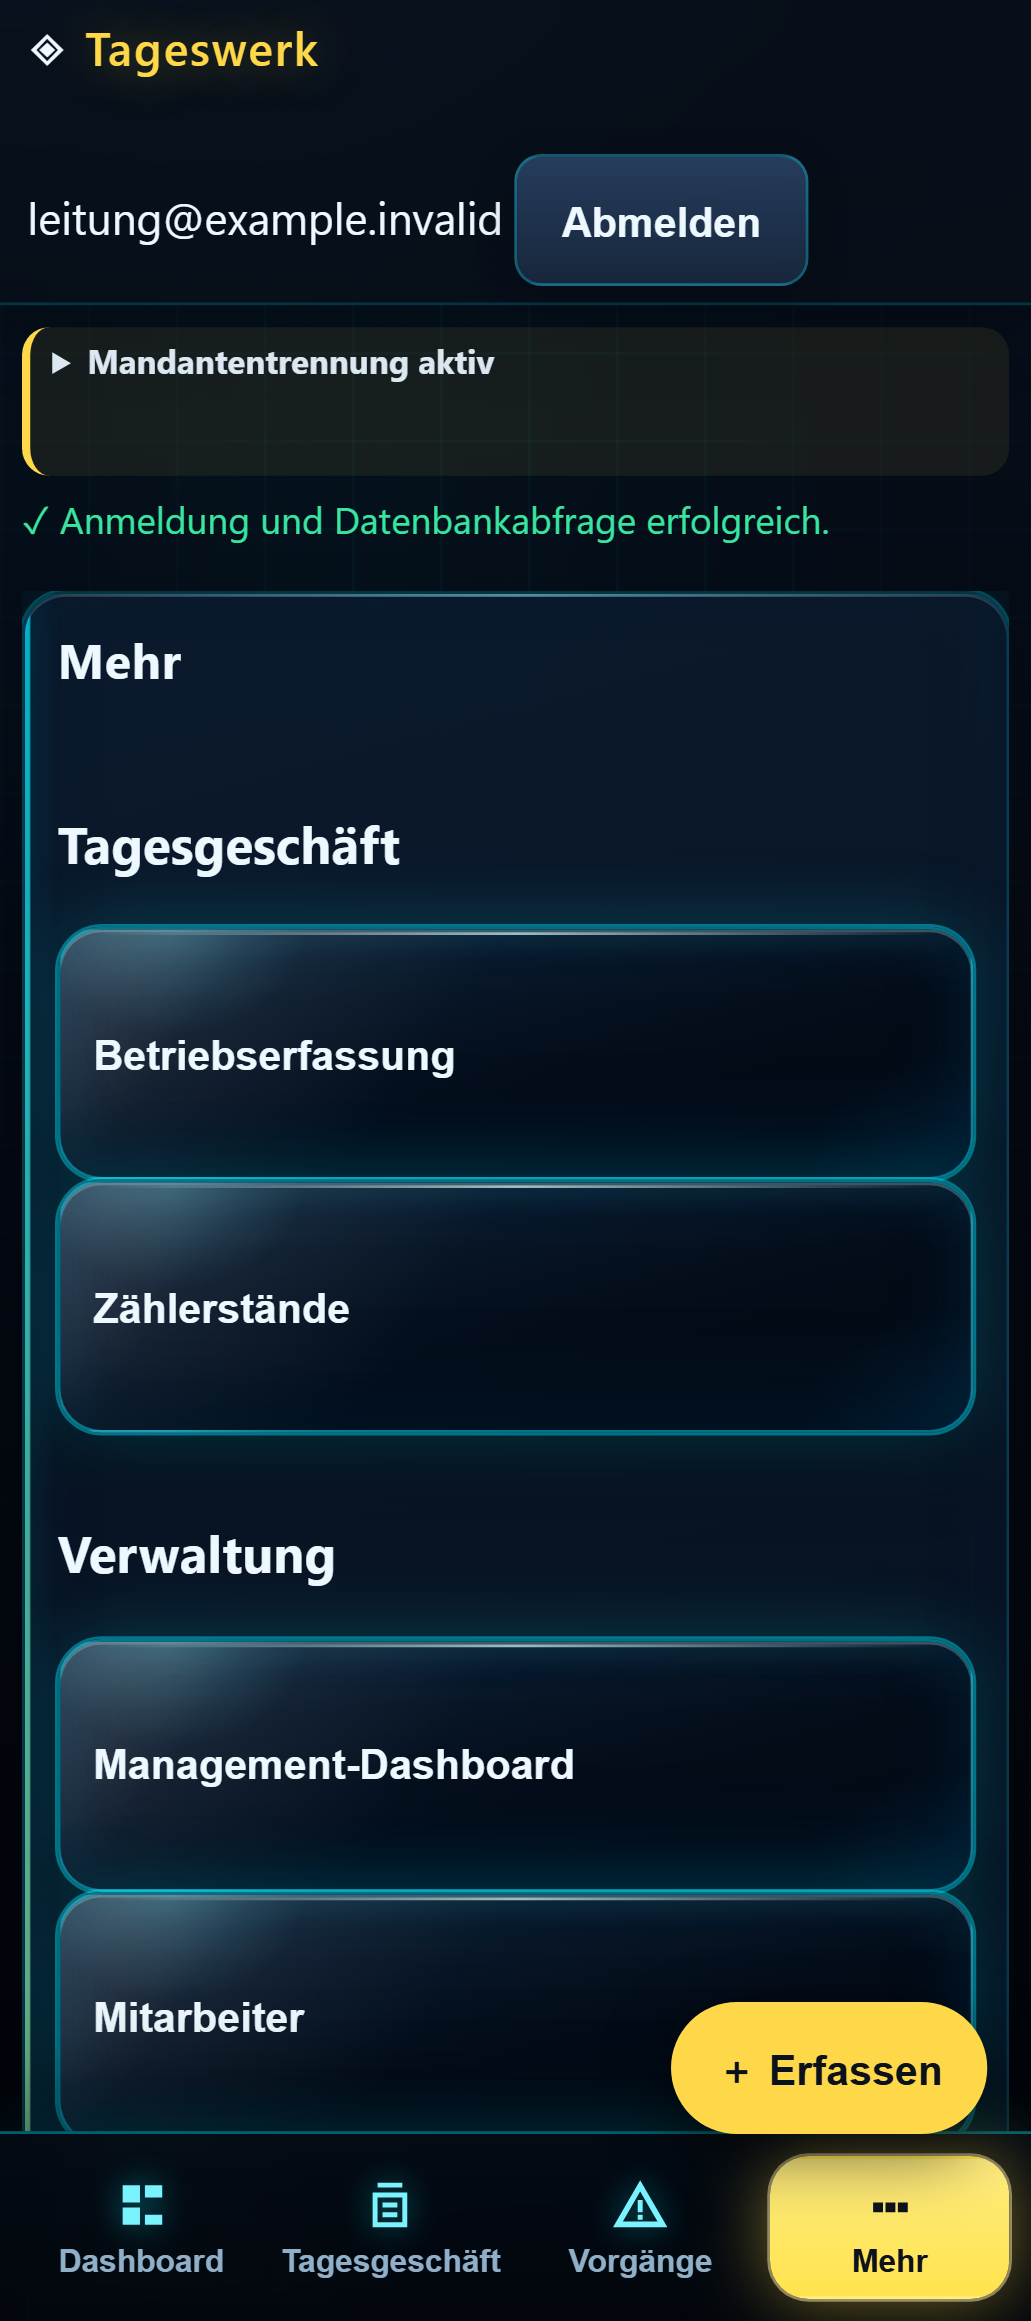 Tageswerk
leitung@example.invalid Abmelden
▶ Mandantentrennung aktiv
✓ Anmeldung und Datenbankabfrage erfolgreich.
Mehr
Tagesgeschäft
Betriebserfassung
Zählerstände
Verwaltung
Management-Dashboard
Mitarbeiter
+ Erfassen
Dashboard Tagesgeschäft Vorgänge Mehr